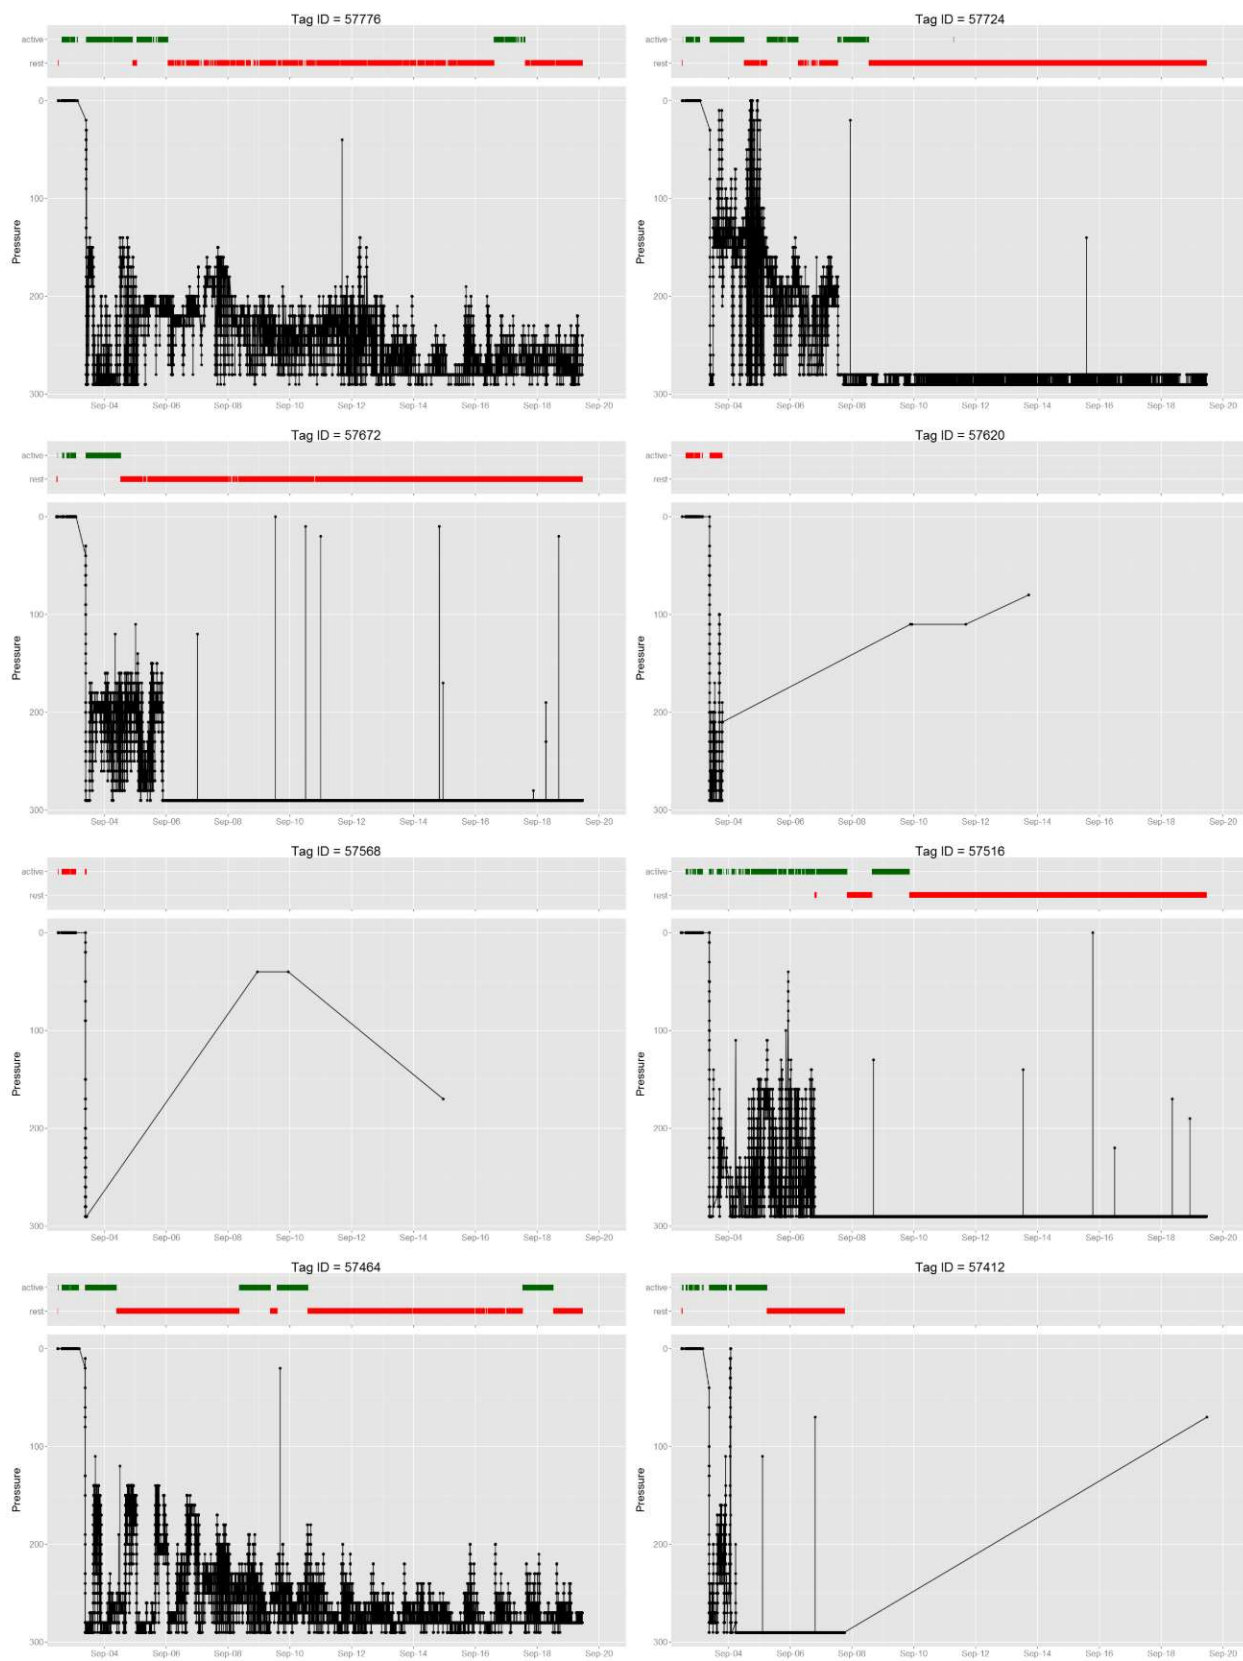 Tag ID = 57776
active
rest
0
100
200
300
Pressure
Sep-04 Sep-06 Sep-08 Sep-10 Sep-12 Sep-14 Sep-16 Sep-18 Sep-20
Tag ID = 57724
active
rest
0
100
200
300
Pressure
Sep-04 Sep-06 Sep-08 Sep-10 Sep-12 Sep-14 Sep-16 Sep-18 Sep-20
Tag ID = 57672
active
rest
0
100
200
300
Pressure
Sep-04 Sep-06 Sep-08 Sep-10 Sep-12 Sep-14 Sep-16 Sep-18 Sep-20
Tag ID = 57620
active
rest
0
100
200
300
Pressure
Sep-04 Sep-06 Sep-08 Sep-10 Sep-12 Sep-14 Sep-16 Sep-18 Sep-20
Tag ID = 57568
active
rest
0
100
200
300
Pressure
Sep-04 Sep-06 Sep-08 Sep-10 Sep-12 Sep-14 Sep-16 Sep-18 Sep-20
Tag ID = 57516
active
rest
0
100
200
300
Pressure
Sep-04 Sep-06 Sep-08 Sep-10 Sep-12 Sep-14 Sep-16 Sep-18 Sep-20
Tag ID = 57464
active
rest
0
100
200
300
Pressure
Sep-04 Sep-06 Sep-08 Sep-10 Sep-12 Sep-14 Sep-16 Sep-18 Sep-20
Tag ID = 57412
active
rest
0
100
200
300
Pressure
Sep-04 Sep-06 Sep-08 Sep-10 Sep-12 Sep-14 Sep-16 Sep-18 Sep-20